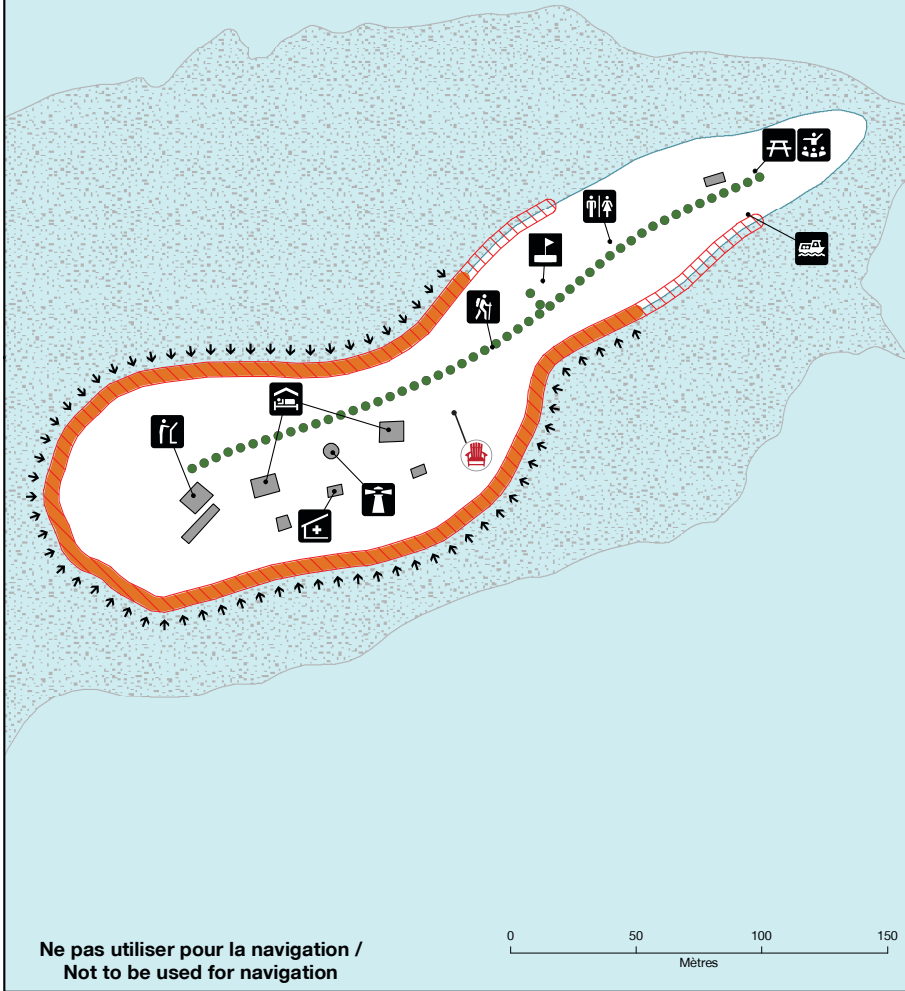 Ne pas utiliser pour la navigation /
Not to be used for navigation
0 50 100 150
Mètres